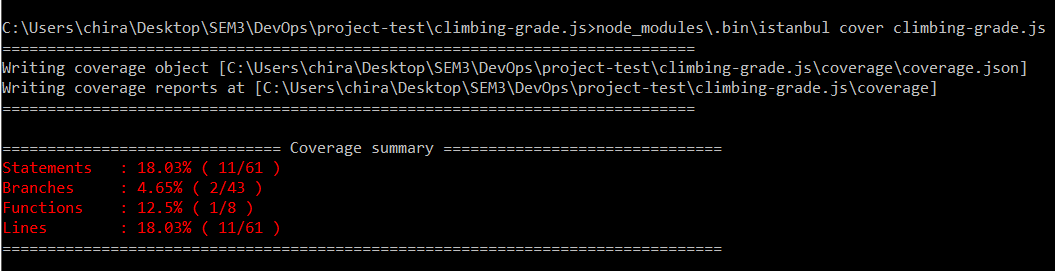 C:\Users\chira\Desktop\SEM3\DevOps\project-test\climbing-grade.js>node_modules\.bin\istanbul cover climbing-grade.js
=============================================================================
Writing coverage object [C:\Users\chira\Desktop\SEM3\DevOps\project-test\climbing-grade.js\coverage\coverage.json]
Writing coverage reports at [C:\Users\chira\Desktop\SEM3\DevOps\project-test\climbing-grade.js\coverage]
=============================================================================
=============================== Coverage summary ===============================
Statements   : 18.03% ( 11/61 )
Branches     : 4.65% ( 2/43 )
Functions    : 12.5% ( 1/8 )
Lines        : 18.03% ( 11/61 )
================================================================================